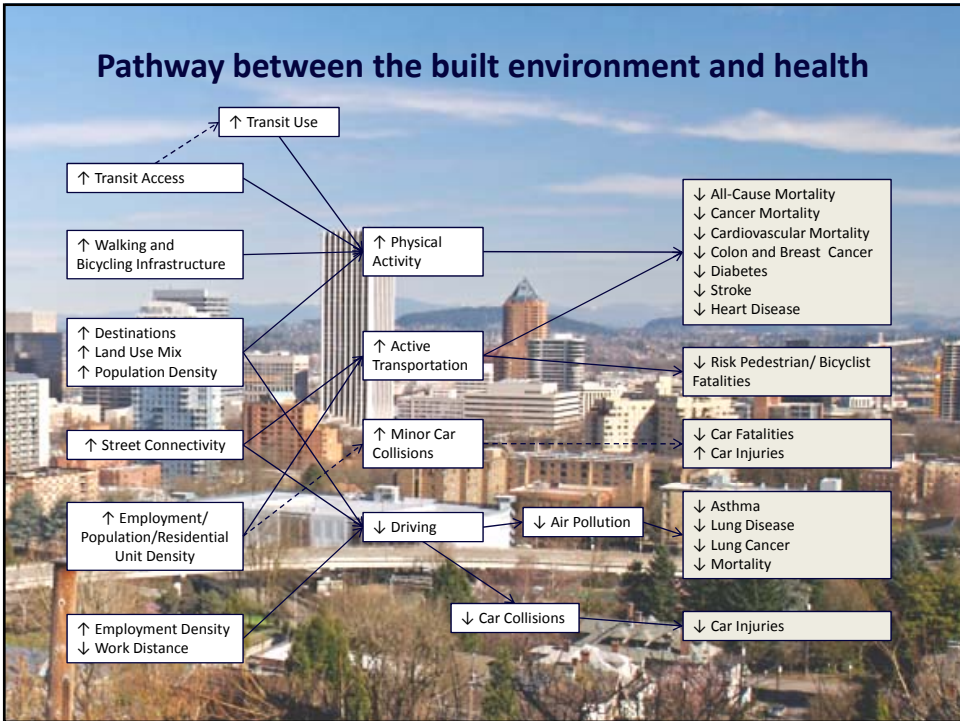 Pathway between the built environment and health
↑ Transit Use
↑ Transit Access
↑ Walking and
Bicycling Infrastructure
↑ Destinations
↑ Land Use Mix
↑ Population Density
↑ Street Connectivity
↑ Employment/
Population/Residential
Unit Density
↑ Employment Density
↓ Work Distance
↑ Physical
Activity
↑ Active
Transportation
↑ Minor Car
Collisions
↓ Driving
↓ Air Pollution
↓ Car Collisions
↓ All-Cause Mortality
↓ Cancer Mortality
↓ Cardiovascular Mortality
↓ Colon and Breast Cancer
↓ Diabetes
↓ Stroke
↓ Heart Disease
↓ Risk Pedestrian/ Bicyclist
Fatalities
↓ Car Fatalities
↑ Car Injuries
↓ Asthma
↓ Lung Disease
↓ Lung Cancer
↓ Mortality
↓ Car Injuries